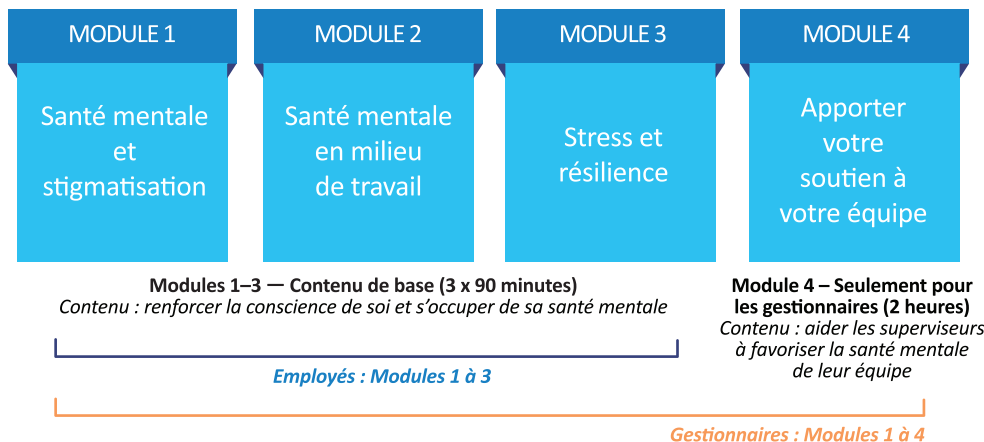 MODULE 1
Santé mentale
et
stigmatisation
MODULE 2
Santé mentale
en milieu
de travail
MODULE 3
Stress et
résilience
MODULE 4
Apporter
votre
soutien à
votre équipe
Modules 1–3 — Contenu de base (3 x 90 minutes)
Contenu : renforcer la conscience de soi et s’occuper de sa santé mentale
Module 4 – Seulement pour
les gestionnaires (2 heures)
Contenu : aider les superviseurs
à favoriser la santé mentale
de leur équipe
Employés : Modules 1 à 3
Gestionnaires : Modules 1 à 4